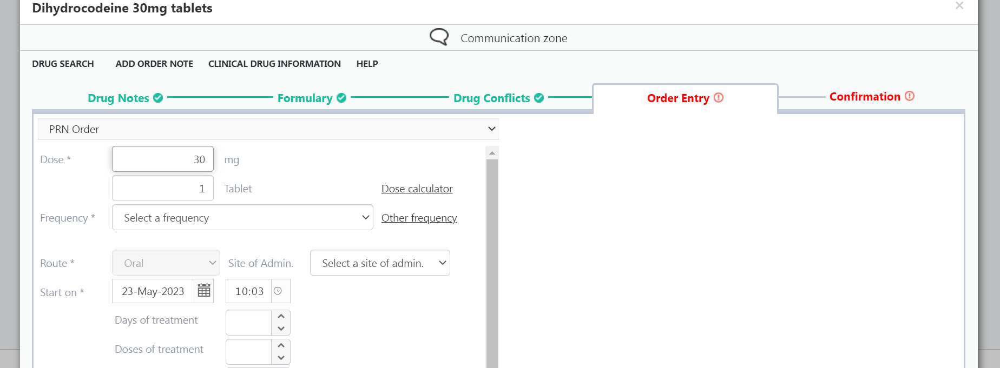 Dihydrocodeine 30mg tablets
Communication zone
DRUG SEARCH ADD ORDER NOTE CLINICAL DRUG INFORMATION HELP
Drug Notes Formulary Drug Conflicts Order Entry Confirmation
PRN Order
Dose * 30 mg
1 Tablet Dose calculator
Frequency * Select a frequency Other frequency
Route * Oral Site of Admin. Select a site of admin.
Start on * 23-May-2023 10:03
Days of treatment
Doses of treatment